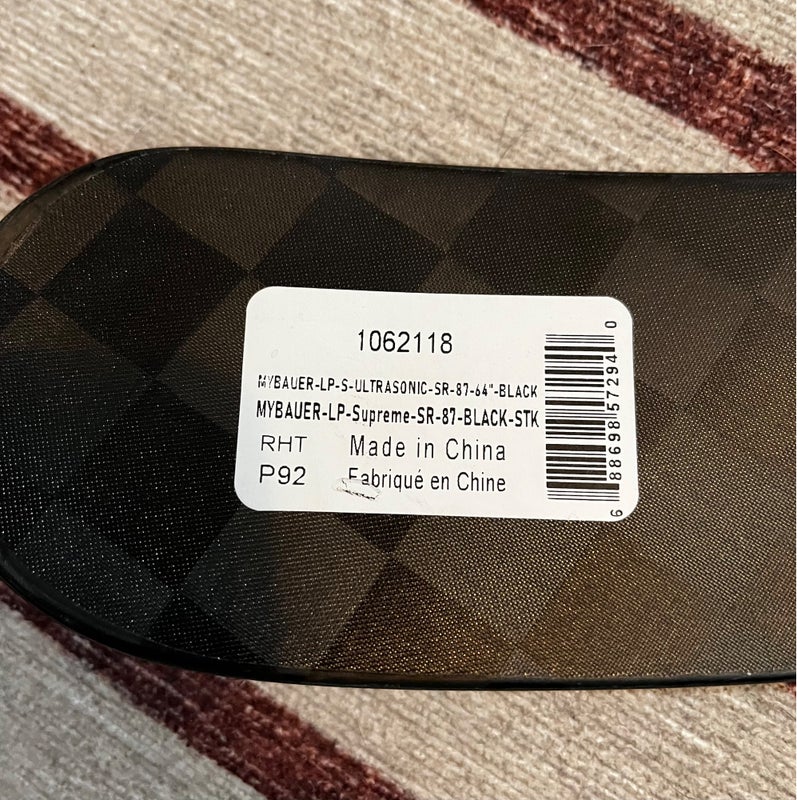 1062118
MYBAUER-LP-S-ULTRASONIC-SR-87-64"-BLACK
MYBAUER-LP-Supreme-SR-87-BLACK-STK
RHT Made in China
P92 Fabriqué en Chine
6 88698 57294 0